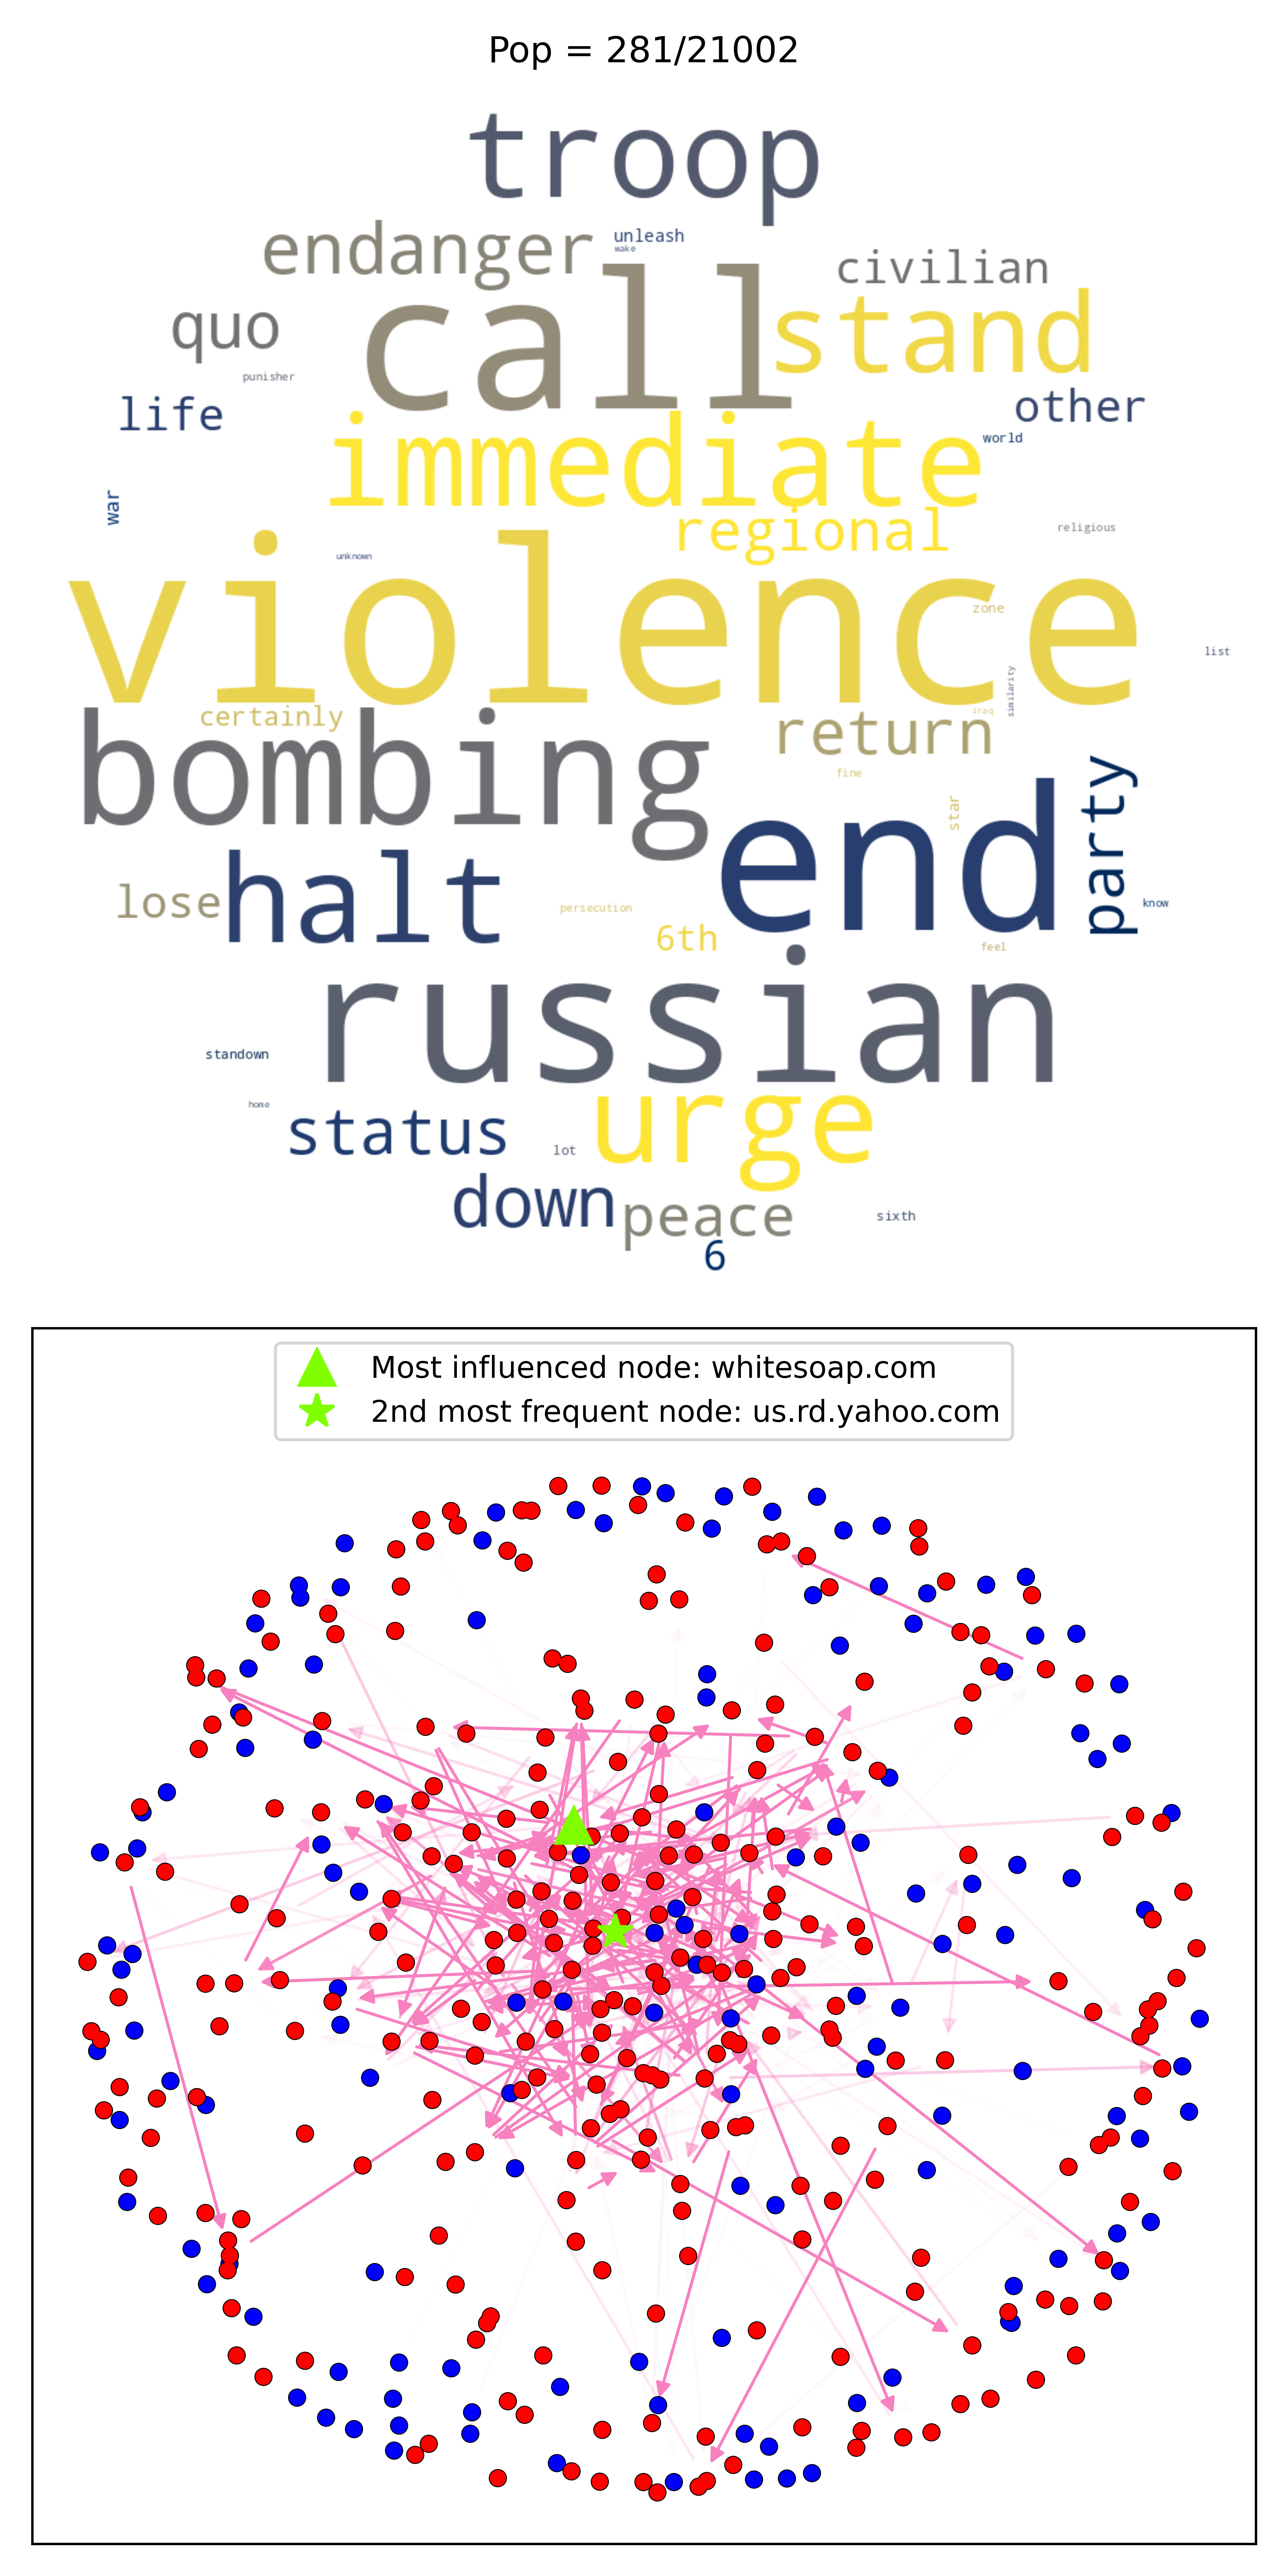 Pop = 281/21002
troop
endanger
unleash
make
civilian
call
stand
quo
punisher
life
other
immediate
world
war
regional
religious
unknown
violence
zone
list
similarity
certainly
iraq
bombing
return
fine
party
end
star
halt
lose
persecution
know
6th
feel
russian
standown
home
status
urge
lot
down
peace
sixth
6
Most influenced node: whitesoap.com
2nd most frequent node: us.rd.yahoo.com